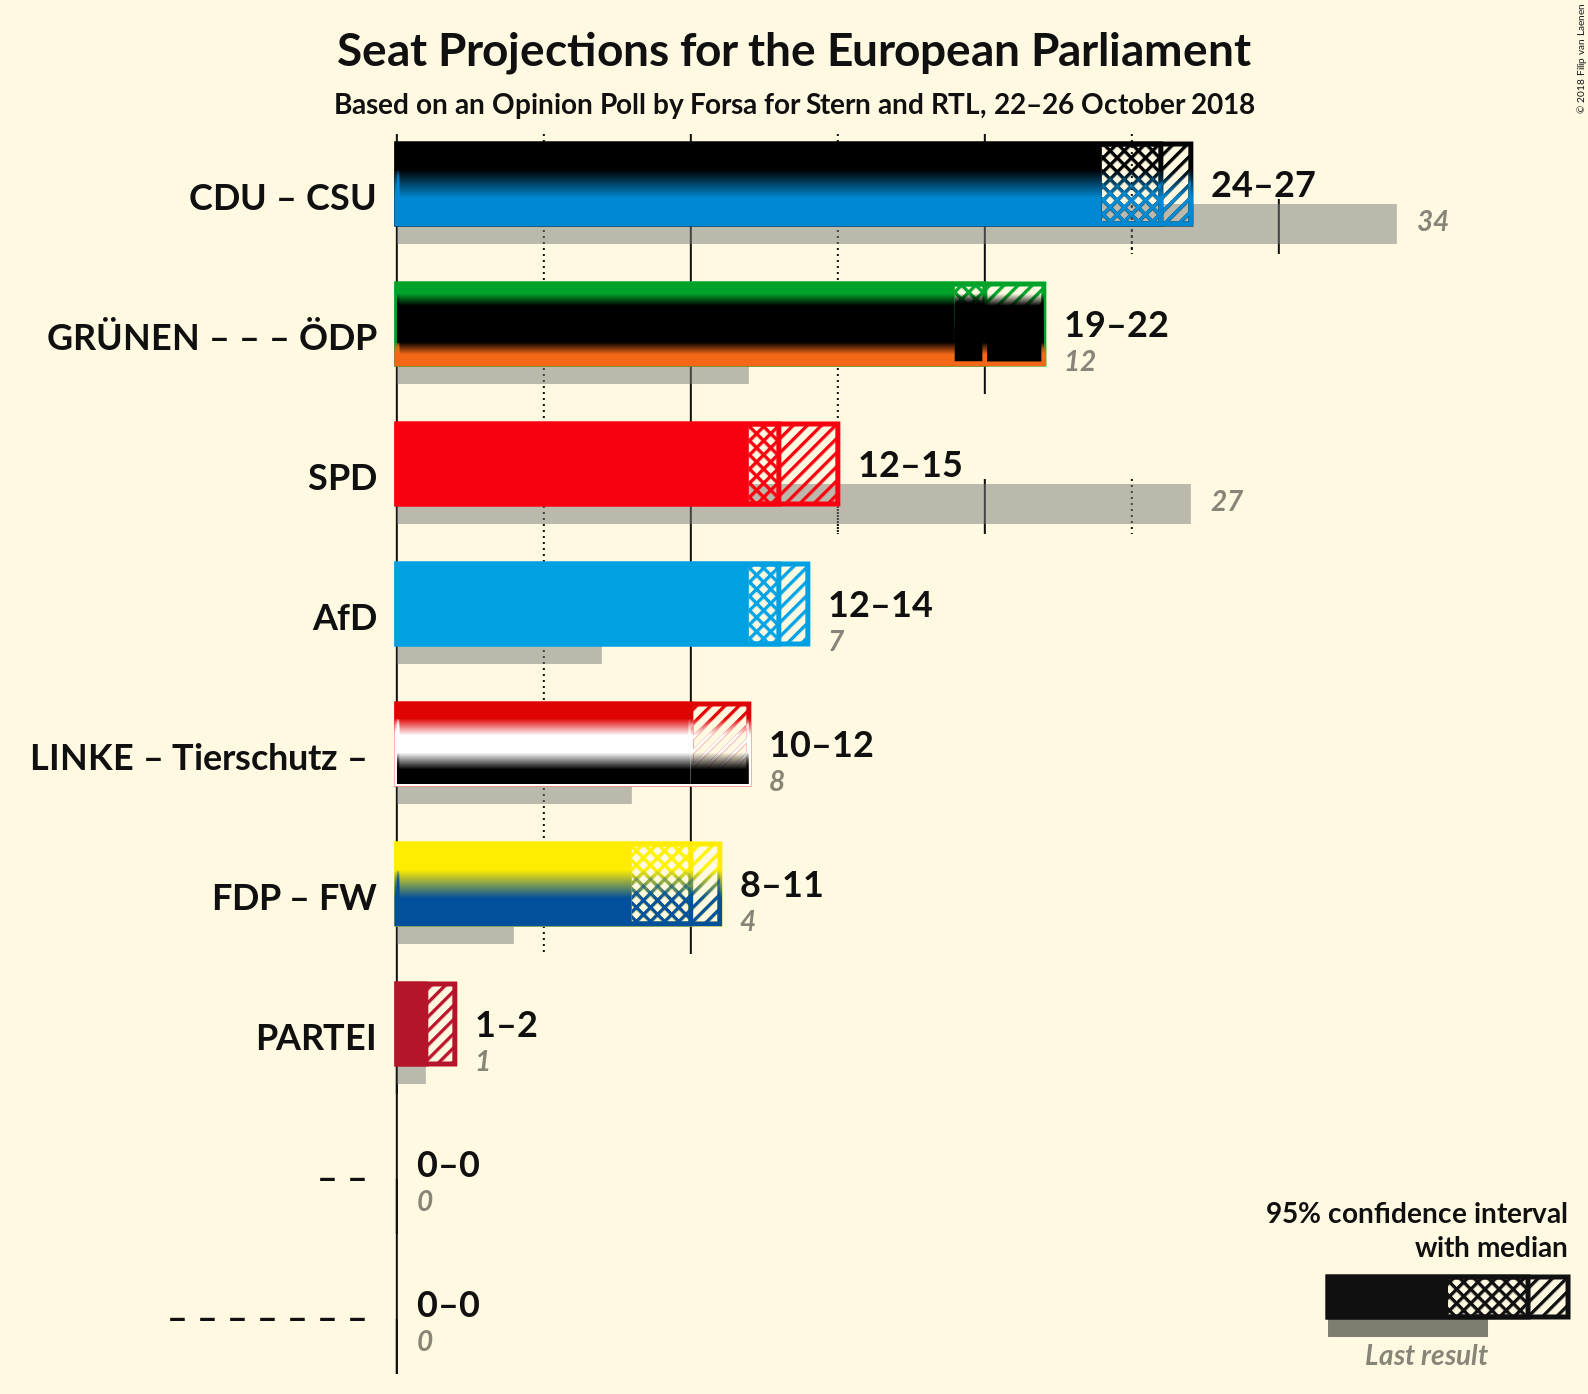 Seat Projections for the European Parliament
Based on an Opinion Poll by Forsa for Stern and RTL, 22–26 October 2018
© 2018 Filip van Laenen
CDU – CSU
24–27
34
GRÜNEN – – – ÖDP
19–22
12
SPD
12–15
27
AfD
12–14
7
LINKE – Tierschutz –
10–12
8
FDP – FW
8–11
4
PARTEI
1–2
1
– –
0–0
0
– – – – – – –
0–0
0
95% confidence interval
with median
Last result